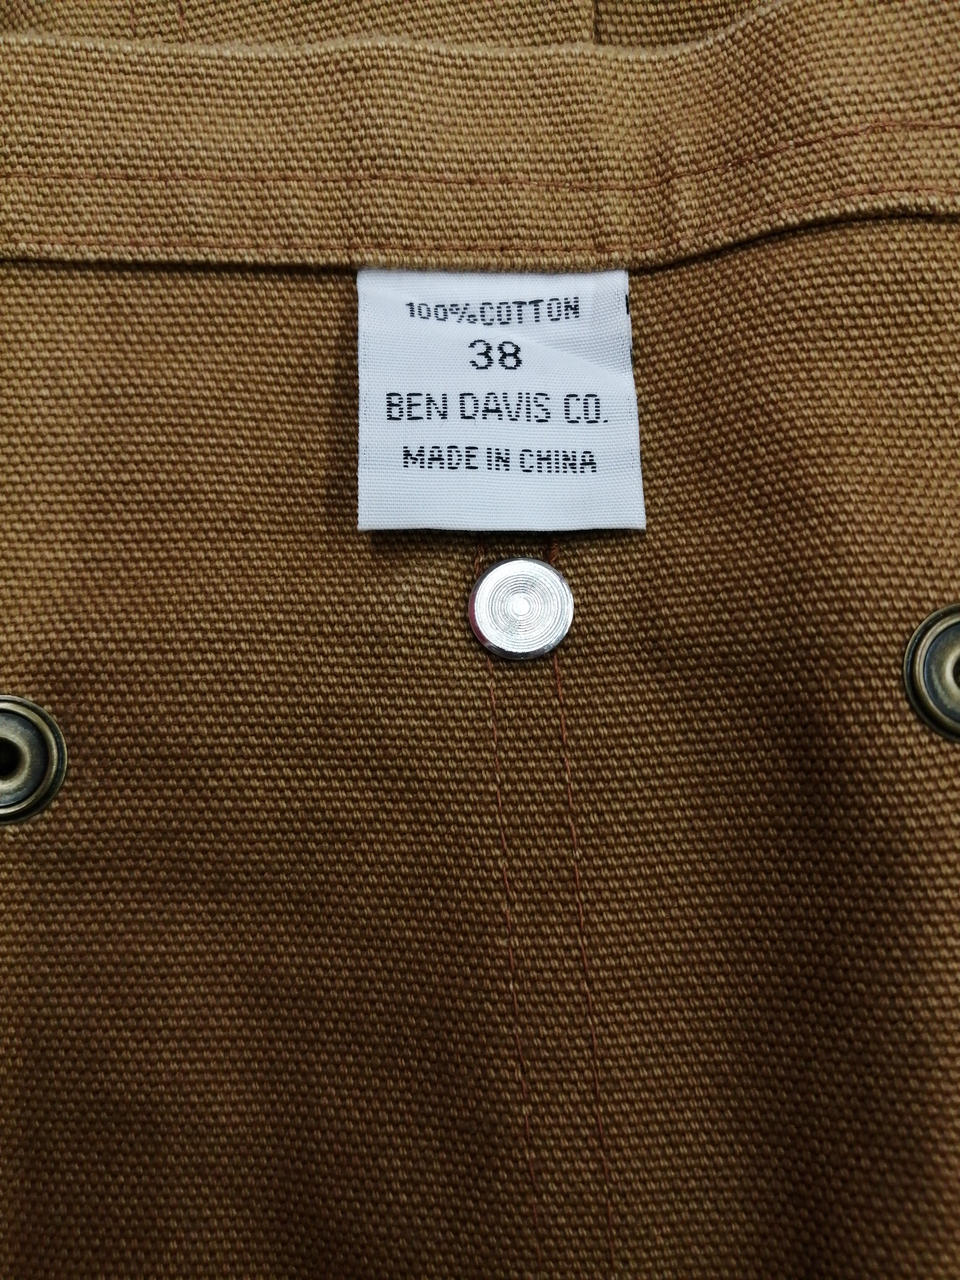 100%COTTON
38
BEN DAVIS CO.
MADE IN CHINA